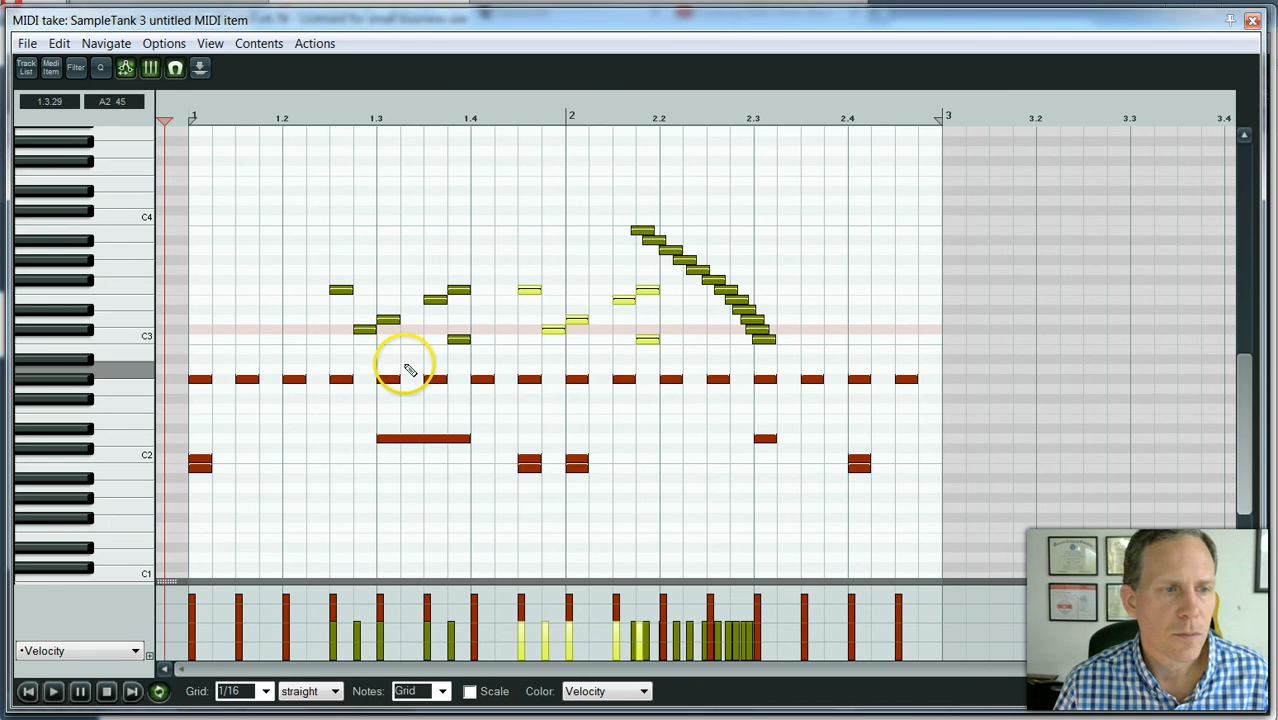 MIDI take: SampleTank 3 untitled MIDI item
File Edit Navigate Options View Contents Actions
Track List
Medi Item
Filter
Q
1.3.29 A2 45
1 1.2 1.3 1.4 2 2.2 2.3 2.4 3 3.2 3.3 3.4
C4
C3
C2
C1
•Velocity
Grid: 1/16 straight Notes: Grid Scale Color: Velocity